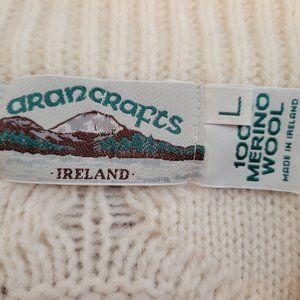 arancrafts
·IRELAND·
L
100%
MERINO
WOOL
MADE IN IRELAND